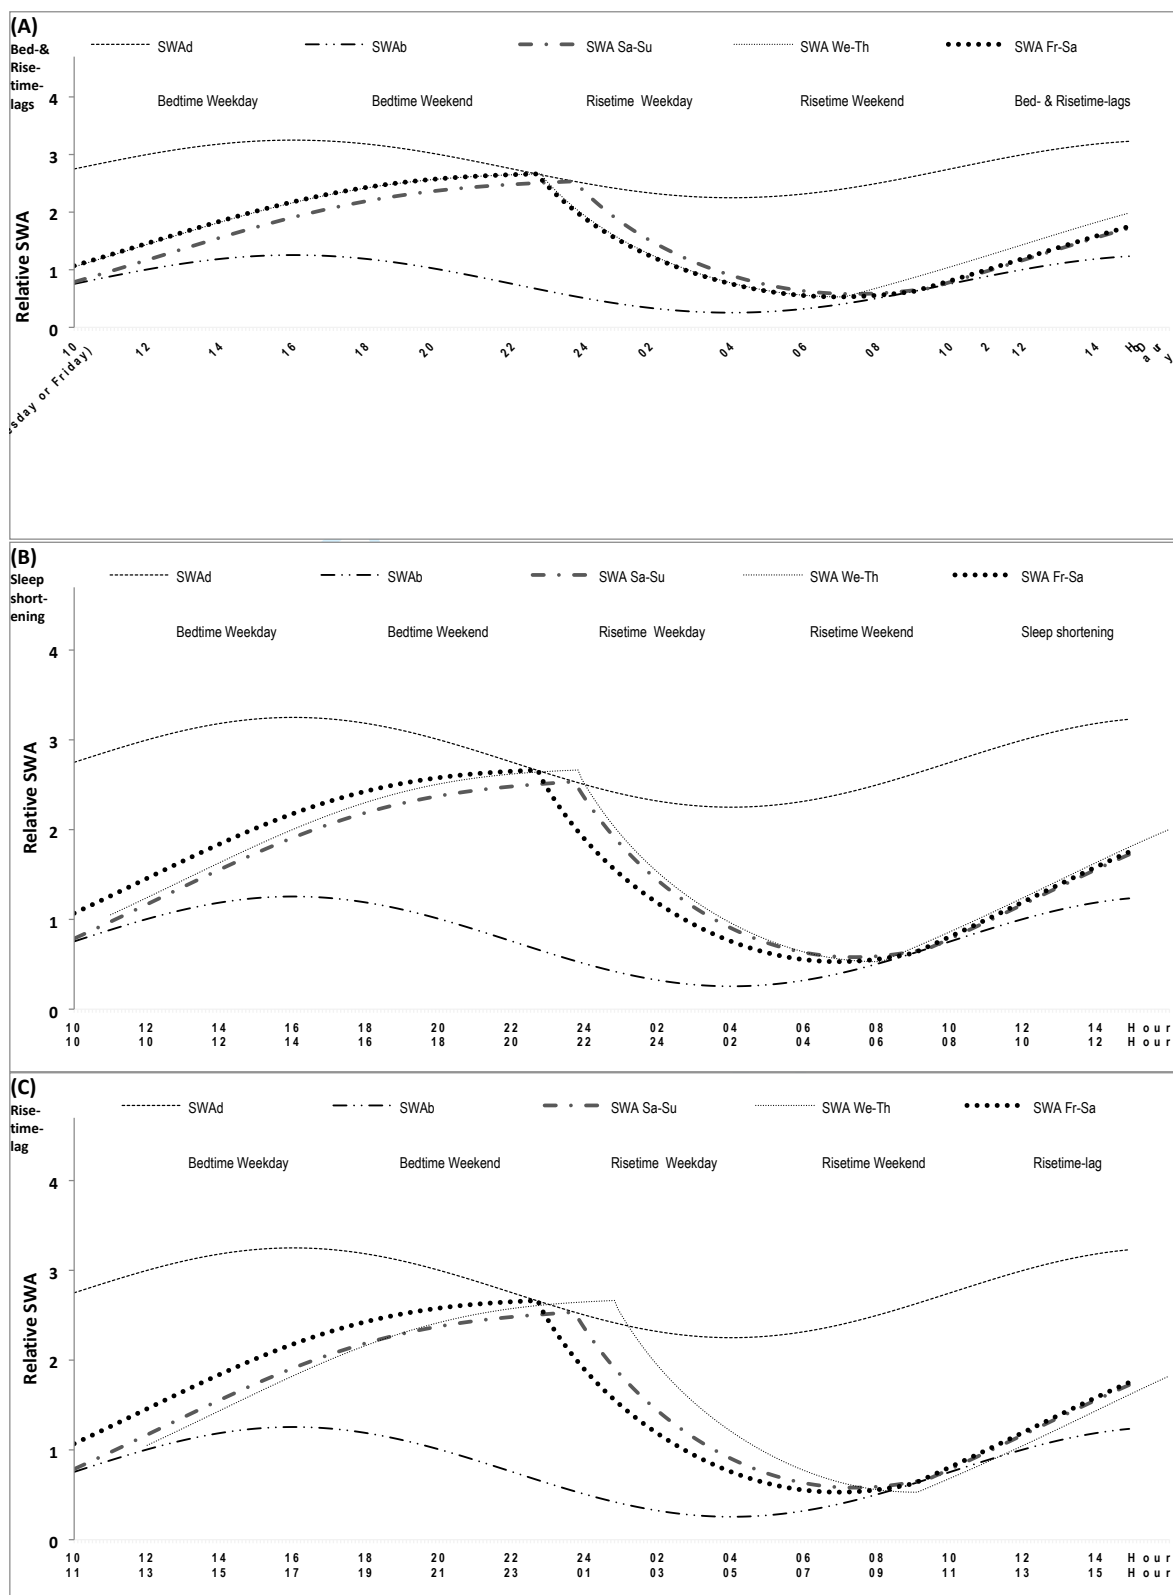 (A)
Bed-&
Rise-
time-
lags
SWAd SWAb SWA Sa-Su SWA We-Th SWA Fr-Sa
Bedtime Weekday Bedtime Weekend Risetime Weekday Risetime Weekend Bed- & Risetime-lags
Relative SWA
4
3
2
1
0
10 12 14 16 18 20 22 24 02 04 06 08 10 2 12 14
sday or Friday)
(B)
Sleep
short-
ening
SWAd SWAb SWA Sa-Su SWA We-Th SWA Fr-Sa
Bedtime Weekday Bedtime Weekend Risetime Weekday Risetime Weekend Sleep shortening
Relative SWA
4
3
2
1
0
10 12 14 16 18 20 22 24 02 04 06 08 10 12 14 Hour
10 10 12 14 16 18 20 22 24 02 04 06 08 10 12 Hour
(C)
Rise-
time-
lag
SWAd SWAb SWA Sa-Su SWA We-Th SWA Fr-Sa
Bedtime Weekday Bedtime Weekend Risetime Weekday Risetime Weekend Risetime-lag
Relative SWA
4
3
2
1
0
10 12 14 16 18 20 22 24 02 04 06 08 10 12 14 Hour
11 13 15 17 19 21 23 01 03 05 07 09 11 13 15 Hour